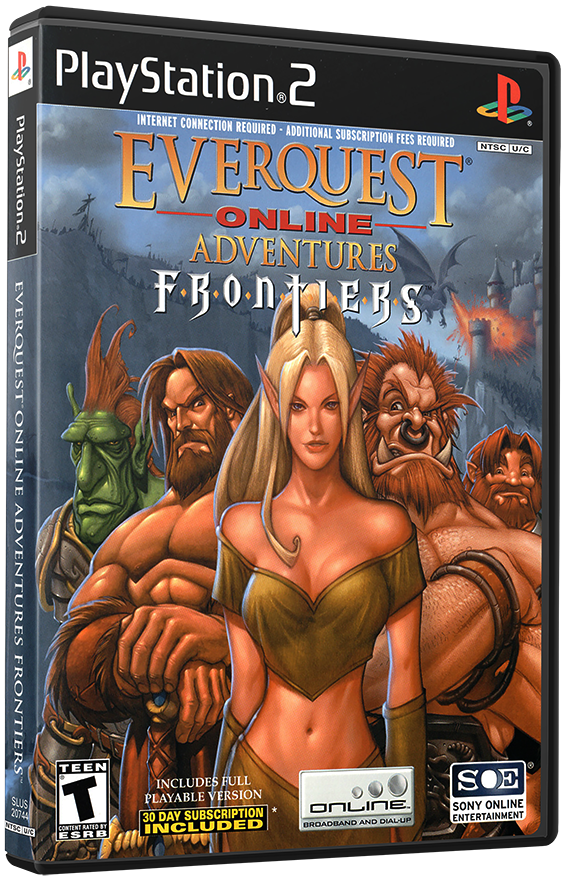 PlayStation®2
INTERNET CONNECTION REQUIRED - ADDITIONAL SUBSCRIPTION FEES REQUIRED
NTSC U/C
EVERQUEST®
ONLINE
ADVENTURES
FRONTIERS™
PlayStation®2
EVERQUEST® ONLINE ADVENTURES FRONTIERS™
SLUS
20744
NTSC U/C
TEEN
T
CONTENT RATED BY
ESRB
INCLUDES FULL
PLAYABLE VERSION
30 DAY SUBSCRIPTION
INCLUDED *
ONLINE
BROADBAND AND DIAL-UP
SOE®
SONY ONLINE
ENTERTAINMENT